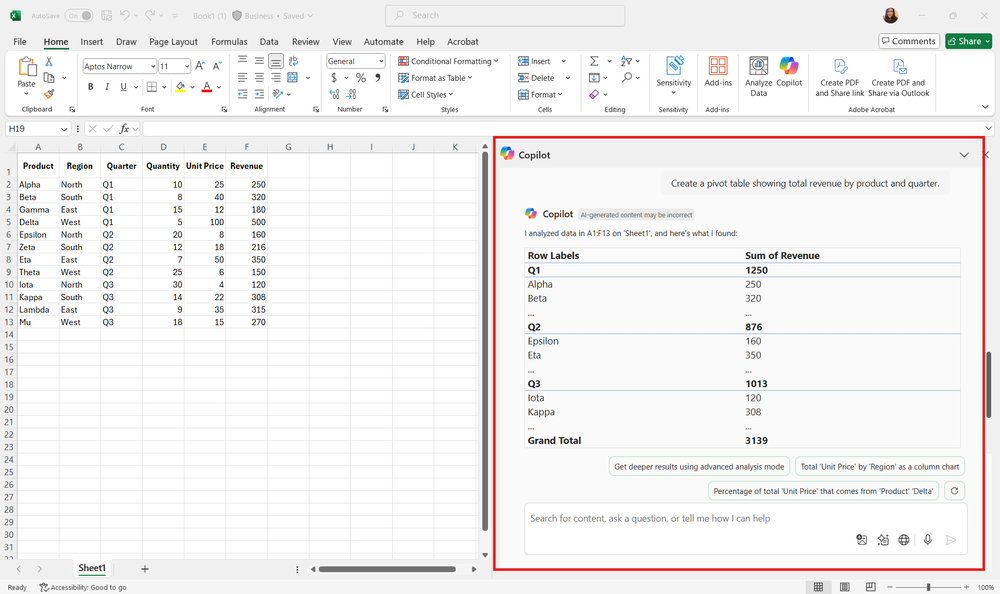 AutoSave On Book1 (1) Business • Saved Search
File Home Insert Draw Page Layout Formulas Data Review View Automate Help Acrobat Comments Share
Paste Aptos Narrow 11 General Conditional Formatting Insert
Format as Table Delete
Cell Styles Format
Sensitivity Add-ins Analyze Data Copilot Create PDF and Share link Create PDF and Share via Outlook
Clipboard Font Alignment Number Styles Cells Editing Sensitivity Add-ins Adobe Acrobat
H19 fx
A B C D E F G H I J K
1 Product Region Quarter Quantity Unit Price Revenue
2 Alpha North Q1 10 25 250
3 Beta South Q1 8 40 320
4 Gamma East Q1 15 12 180
5 Delta West Q1 5 100 500
6 Epsilon North Q2 20 8 160
7 Zeta South Q2 12 18 216
8 Eta East Q2 7 50 350
9 Theta West Q2 25 6 150
10 Iota North Q3 30 4 120
11 Kappa South Q3 14 22 308
12 Lambda East Q3 9 35 315
13 Mu West Q3 18 15 270
14
15
16
17
18
19
20
21
22
23
24
25
26
27
28
29
30
31
Copilot
Create a pivot table showing total revenue by product and quarter.
Copilot AI-generated content may be incorrect
I analyzed data in A1:F13 on 'Sheet1', and here's what I found:
Row Labels Sum of Revenue
Q1 1250
Alpha 250
Beta 320
... ...
Q2 876
Epsilon 160
Eta 350
... ...
Q3 1013
Iota 120
Kappa 308
... ...
Grand Total 3139
Get deeper results using advanced analysis mode Total 'Unit Price' by 'Region' as a column chart
Percentage of total 'Unit Price' that comes from 'Product' 'Delta'
Search for content, ask a question, or tell me how I can help
Sheet1
Ready Accessibility: Good to go 100%